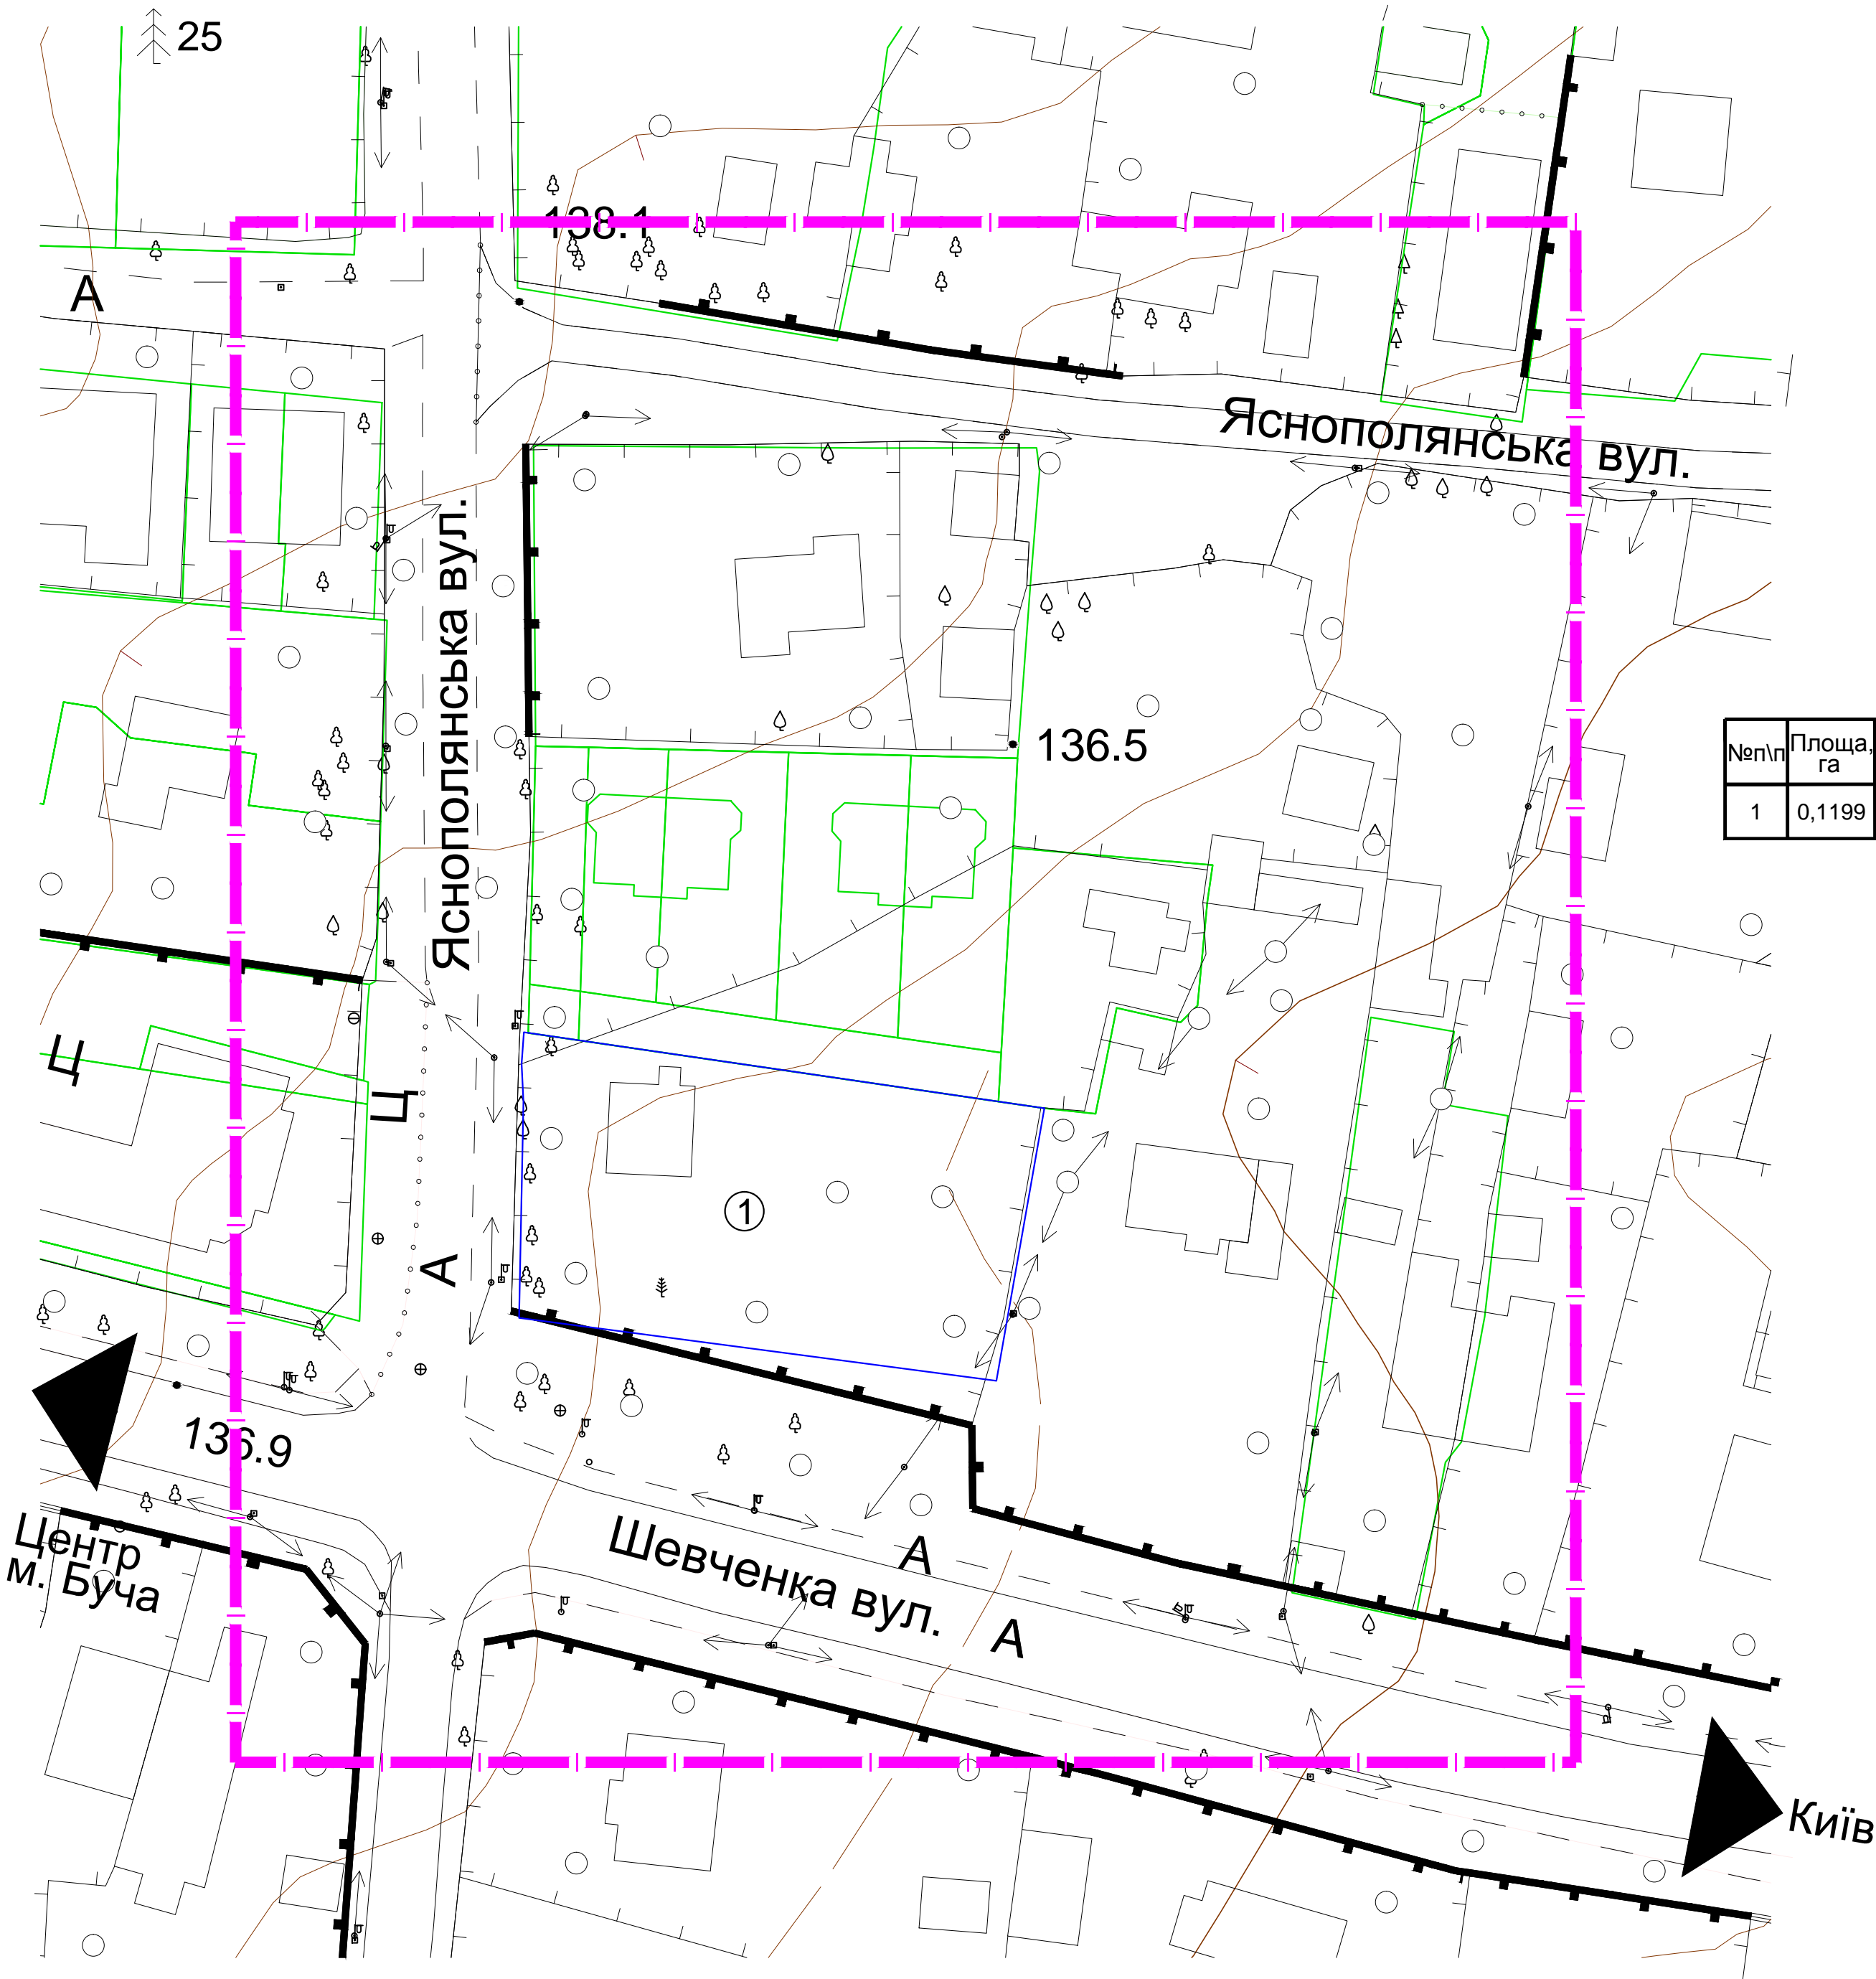 25
138.1
А
Яснополянська вул.
Яснополянська вул.
136.5
№п\п Площа, га
1 0,1199
Ц
Ц
1
А
136.9
Центр
м. Буча
Шевченка вул.
А
А
Київ